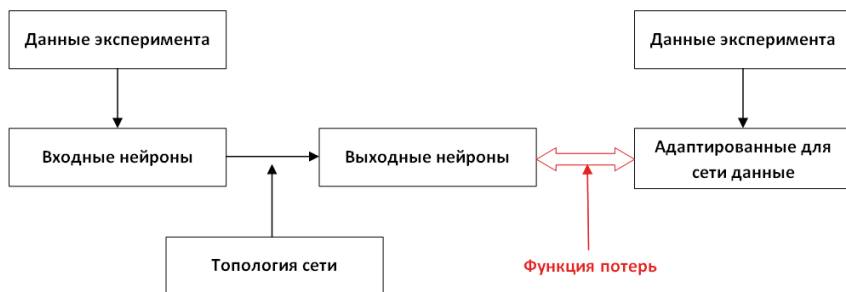 Данные эксперимента
Данные эксперимента
Входные нейроны
Выходные нейроны
Адаптированные для
сети данные
Топология сети
Функция потерь